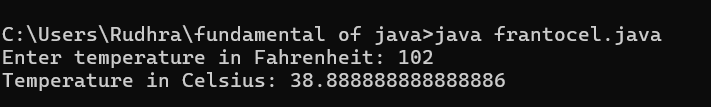 C:\Users\Rudhra\fundamental of java>java frantocel.java
Enter temperature in Fahrenheit: 102
Temperature in Celsius: 38.888888888888886